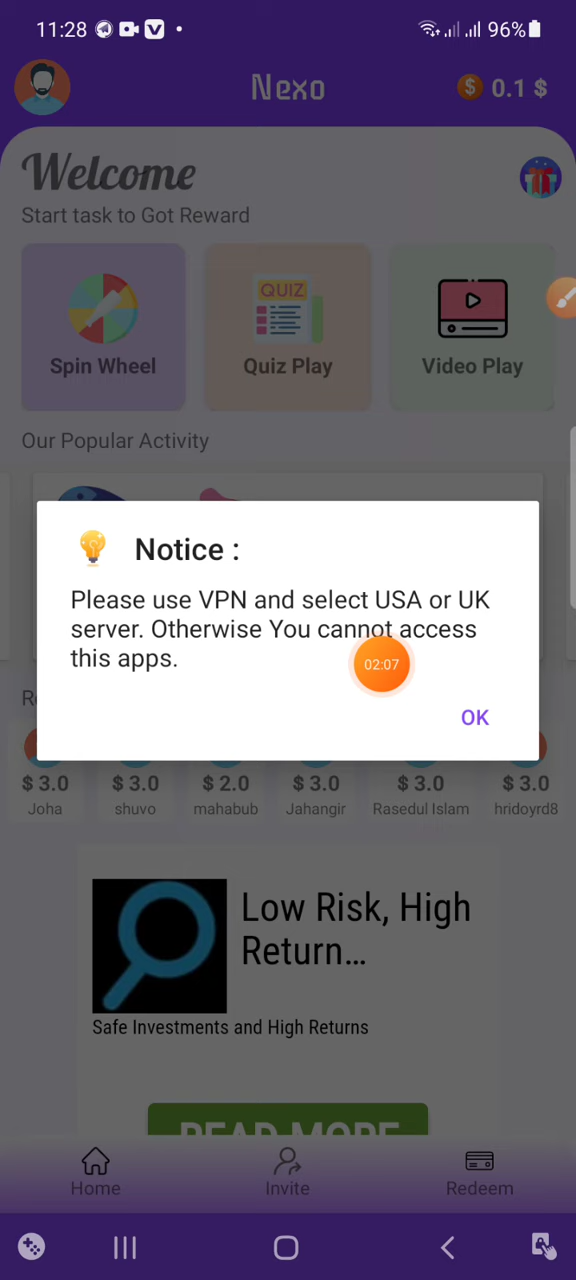 11:28
96%
Nexo
0.1 $
Welcome
Start task to Got Reward
QUIZ
Spin Wheel
Quiz Play
Video Play
Our Popular Activity
Notice :
Please use VPN and select USA or UK
server. Otherwise You cannot access
this apps.
02:07
OK
$ 3.0
$ 3.0
$ 2.0
$ 3.0
$ 3.0
$ 3.0
Joha
shuvo
mahabub
Jahangir
Rasedul Islam
hridoyrd8
Low Risk, High
Return…
Safe Investments and High Returns
READ MORE
Home
Invite
Redeem